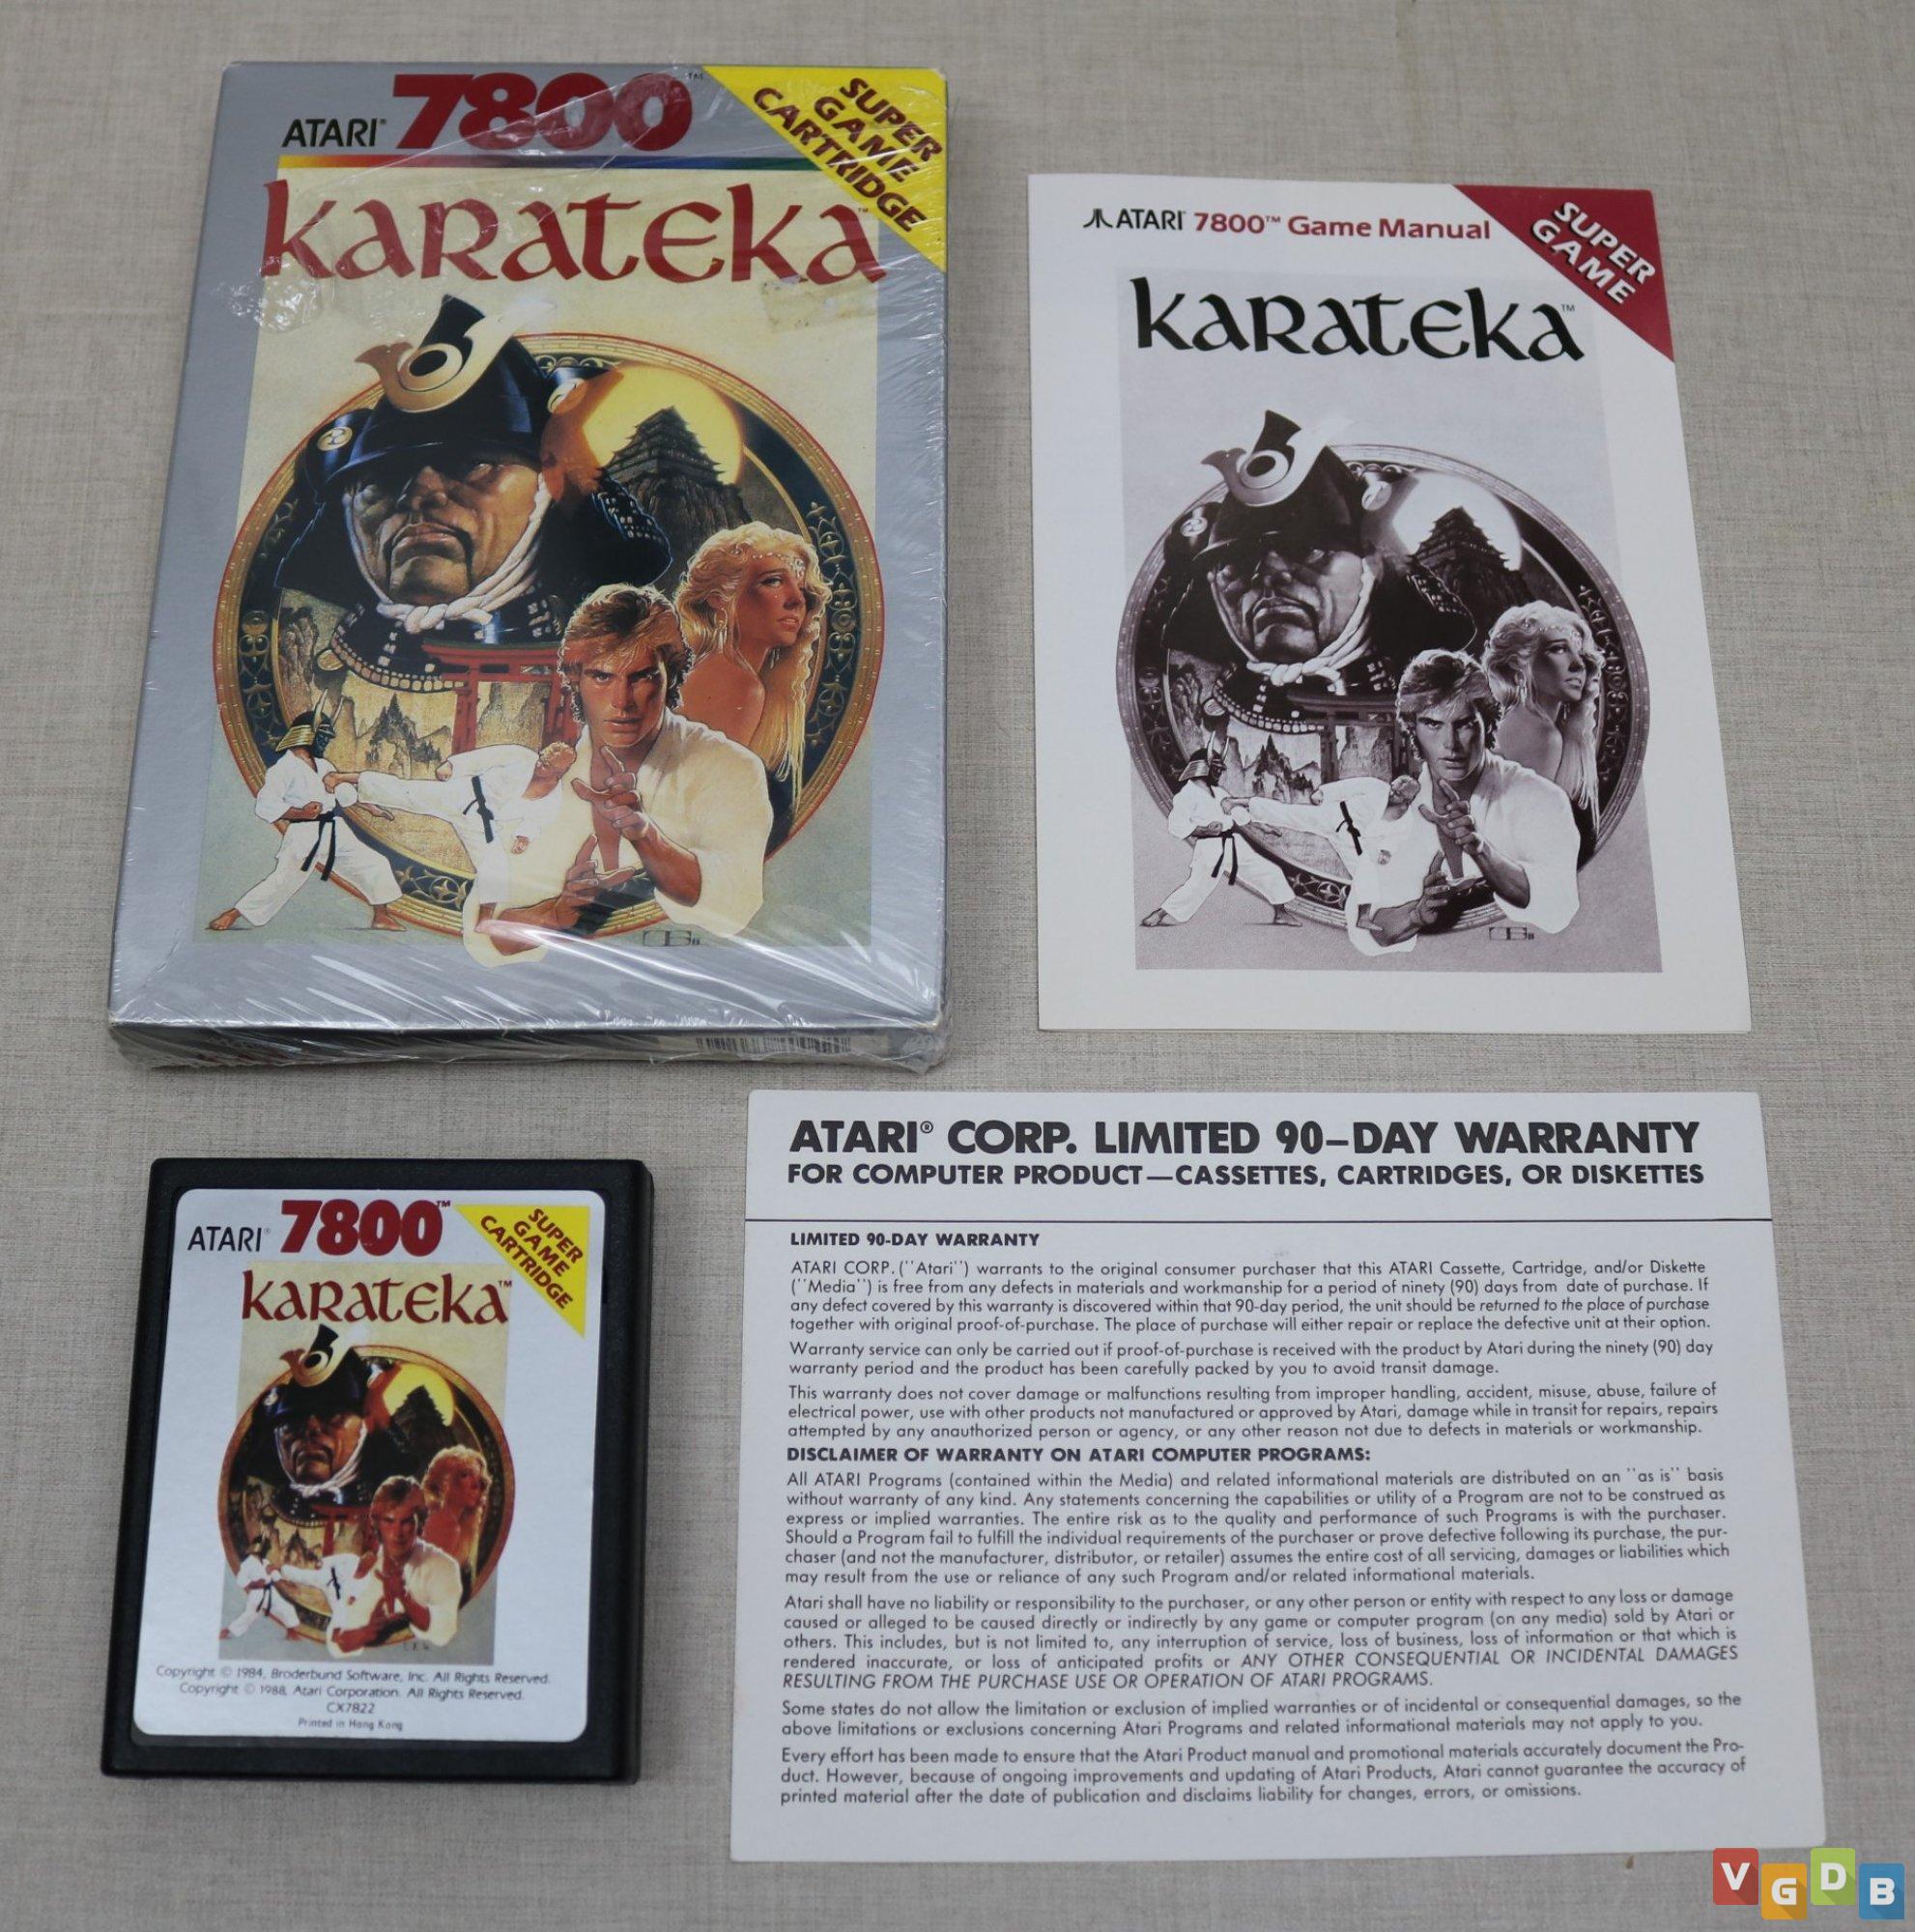 ATARI® 7800™
SUPER
GAME
CARTRIDGE
KARATEKA™
ATARI® 7800™ Game Manual
SUPER
GAME
KARATEKA™
ATARI® 7800™
SUPER
GAME
CARTRIDGE
KARATEKA™
Copyright © 1984, Broderbund Software, Inc. All Rights Reserved.
Copyright © 1988, Atari Corporation. All Rights Reserved.
CX7822
Printed in Hong Kong
ATARI® CORP. LIMITED 90–DAY WARRANTY
FOR COMPUTER PRODUCT—CASSETTES, CARTRIDGES, OR DISKETTES
LIMITED 90-DAY WARRANTY
ATARI CORP. (''Atari'') warrants to the original consumer purchaser that this ATARI Cassette, Cartridge, and/or Diskette
(''Media'') is free from any defects in materials and workmanship for a period of ninety (90) days from date of purchase. If
any defect covered by this warranty is discovered within that 90-day period, the unit should be returned to the place of purchase
together with original proof-of-purchase. The place of purchase will either repair or replace the defective unit at their option.
Warranty service can only be carried out if proof-of-purchase is received with the product by Atari during the ninety (90) day
warranty period and the product has been carefully packed by you to avoid transit damage.
This warranty does not cover damage or malfunctions resulting from improper handling, accident, misuse, abuse, failure of
electrical power, use with other products not manufactured or approved by Atari, damage while in transit for repairs, repairs
attempted by any unauthorized person or agency, or any other reason not due to defects in materials or workmanship.
DISCLAIMER OF WARRANTY ON ATARI COMPUTER PROGRAMS:
All ATARI Programs (contained within the Media) and related informational materials are distributed on an ''as is'' basis
without warranty of any kind. Any statements concerning the capabilities or utility of a Program are not to be construed as
express or implied warranties. The entire risk as to the quality and performance of such Programs is with the purchaser.
Should a Program fail to fulfill the individual requirements of the purchaser or prove defective following its purchase, the pur-
chaser (and not the manufacturer, distributor, or retailer) assumes the entire cost of all servicing, damages or liabilities which
may result from the use or reliance of any such Program and/or related informational materials.
Atari shall have no liability or responsibility to the purchaser, or any other person or entity with respect to any loss or damage
caused or alleged to be caused directly or indirectly by any game or computer program (on any media) sold by Atari or
others. This includes, but is not limited to, any interruption of service, loss of business, loss of information or that which is
rendered inaccurate, or loss of anticipated profits or ANY OTHER CONSEQUENTIAL OR INCIDENTAL DAMAGES
RESULTING FROM THE PURCHASE USE OR OPERATION OF ATARI PROGRAMS.
Some states do not allow the limitation or exclusion of implied warranties or of incidental or consequential damages, so the
above limitations or exclusions concerning Atari Programs and related informational materials may not apply to you.
Every effort has been made to ensure that the Atari Product manual and promotional materials accurately document the Pro-
duct. However, because of ongoing improvements and updating of Atari Products, Atari cannot guarantee the accuracy of
printed material after the date of publication and disclaims liability for changes, errors, or omissions.
VGDB